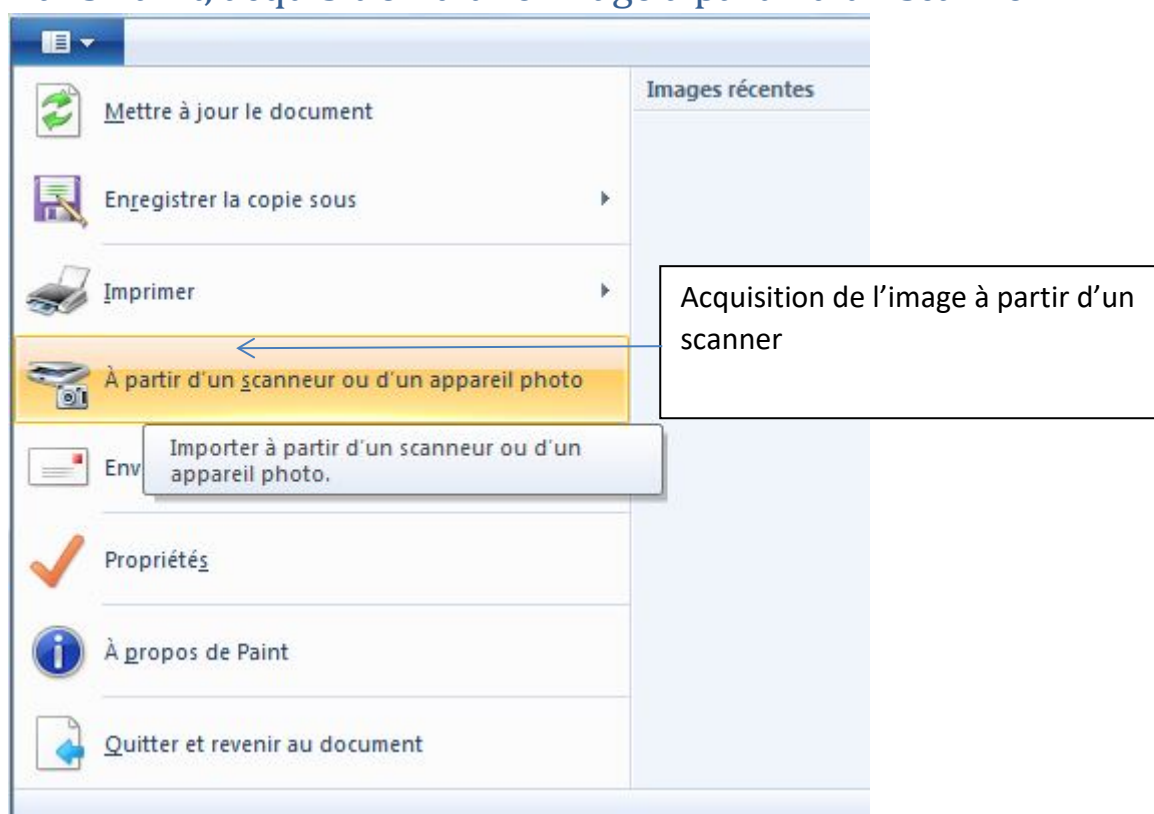 Images récentes
Mettre à jour le document
Enregistrer la copie sous
Imprimer
Acquisition de l’image à partir d’un
scanner
À partir d'un scanneur ou d'un appareil photo
Importer à partir d'un scanneur ou d'un
appareil photo.
Env
Propriétés
À propos de Paint
Quitter et revenir au document